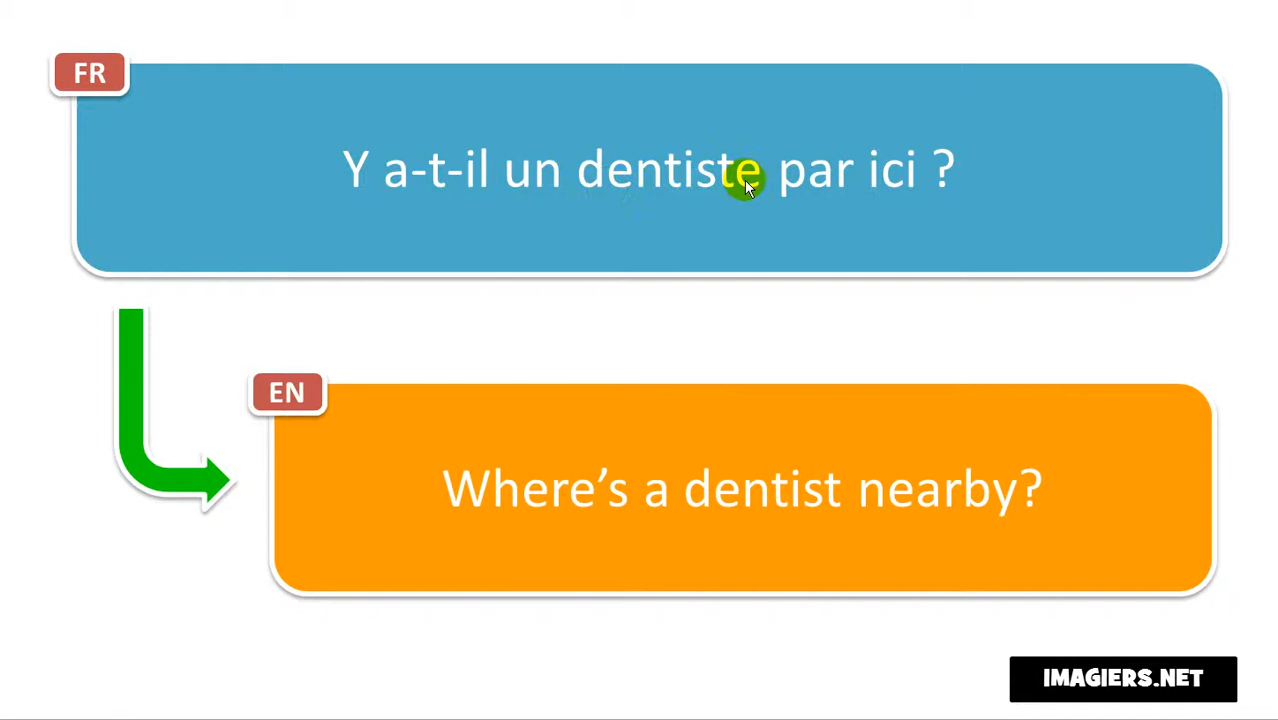 FR
Y a-t-il un dentiste par ici ?
EN
Where’s a dentist nearby?
IMAGIERS.NET